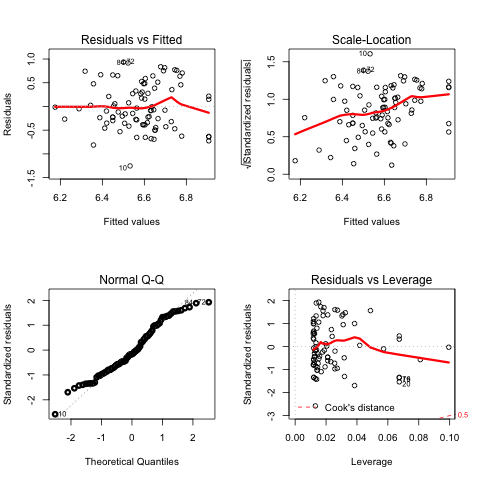 Residuals vs Fitted
Residuals
-1.5 -0.5 0.5 1.0
72
10
6.2 6.4 6.6 6.8
Fitted values
Scale-Location
√|Standardized residuals|
0.0 0.5 1.0 1.5
10
72
6.2 6.4 6.6 6.8
Fitted values
Normal Q-Q
Standardized residuals
-2 -1 0 1 2
72
10
-2 -1 0 1 2
Theoretical Quantiles
Residuals vs Leverage
Standardized residuals
-3 -2 -1 0 1 2
20
Cook's distance
0.5
0.00 0.02 0.04 0.06 0.08 0.10
Leverage